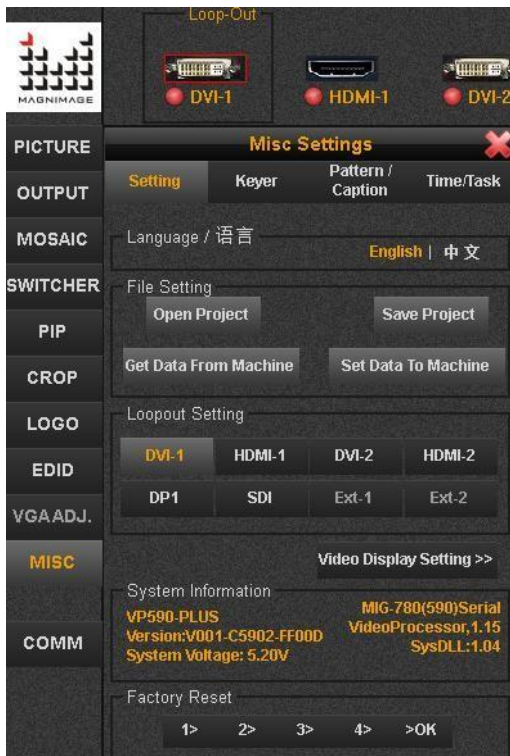 Loop-Out
MAGNIMAGE
DVI-1
HDMI-1
DVI-2
PICTURE
OUTPUT
MOSAIC
SWITCHER
PIP
CROP
LOGO
EDID
VGA ADJ.
MISC
COMM
Misc Settings
Setting
Keyer
Pattern /
Caption
Time/Task
Language / 语言
English | 中文
File Setting
Open Project
Save Project
Get Data From Machine
Set Data To Machine
Loopout Setting
DVI-1
HDMI-1
DVI-2
HDMI-2
DP1
SDI
Ext-1
Ext-2
Video Display Setting >>
System Information
VP590-PLUS
Version:V001-C5902-FF00D
System Voltage: 5.20V
MIG-780(590)Serial
VideoProcessor,1.15
SysDLL:1.04
Factory Reset
1>
2>
3>
4>
>OK